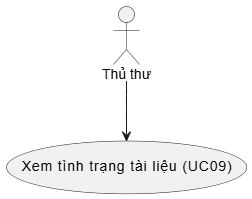 Thủ thư
Xem tình trạng tài liệu (UC09)